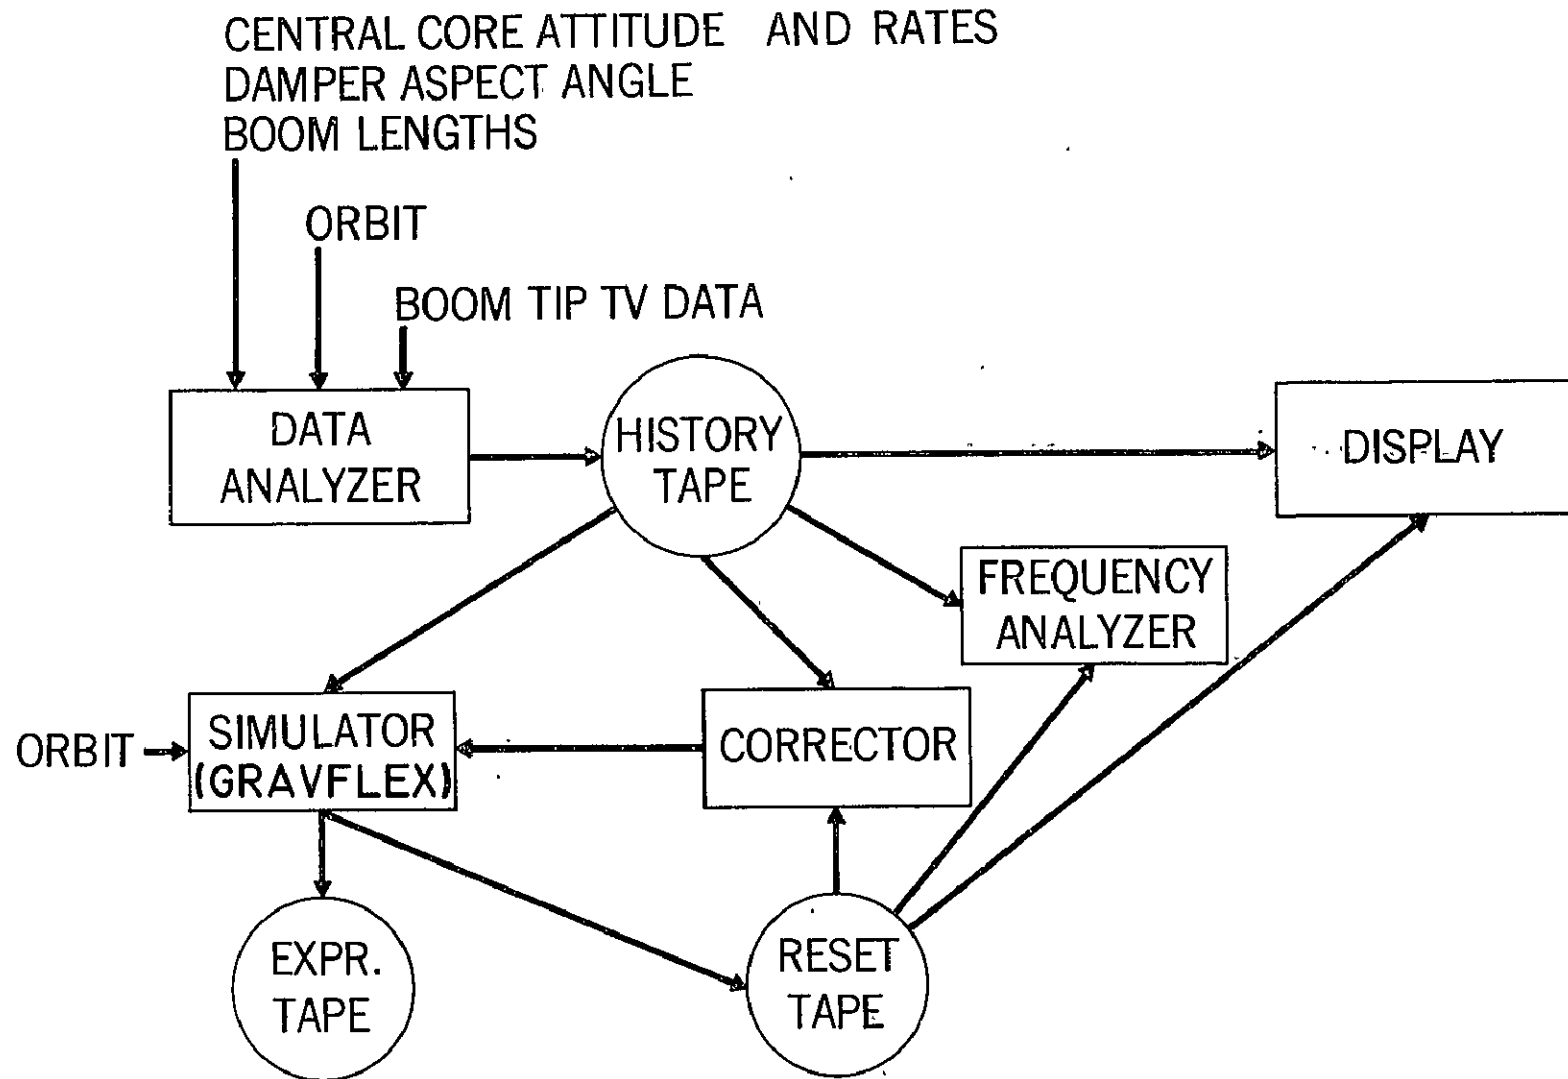 CENTRAL CORE ATTITUDE AND RATES
DAMPER ASPECT ANGLE
BOOM LENGTHS
ORBIT
BOOM TIP TV DATA
DATA
ANALYZER
HISTORY
TAPE
DISPLAY
FREQUENCY
ANALYZER
ORBIT
SIMULATOR
(GRAVFLEX)
CORRECTOR
EXPR.
TAPE
RESET
TAPE